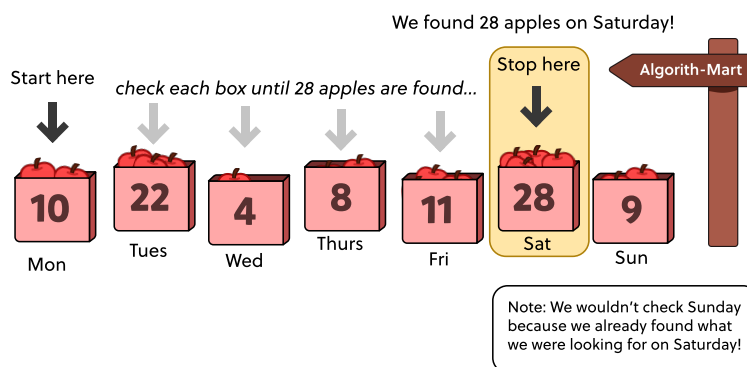 We found 28 apples on Saturday!
Start here
check each box until 28 apples are found...
Stop here
Algorith-Mart
10
22
4
8
11
28
9
Mon
Tues
Wed
Thurs
Fri
Sat
Sun
Note: We wouldn't check Sunday
because we already found what
we were looking for on Saturday!